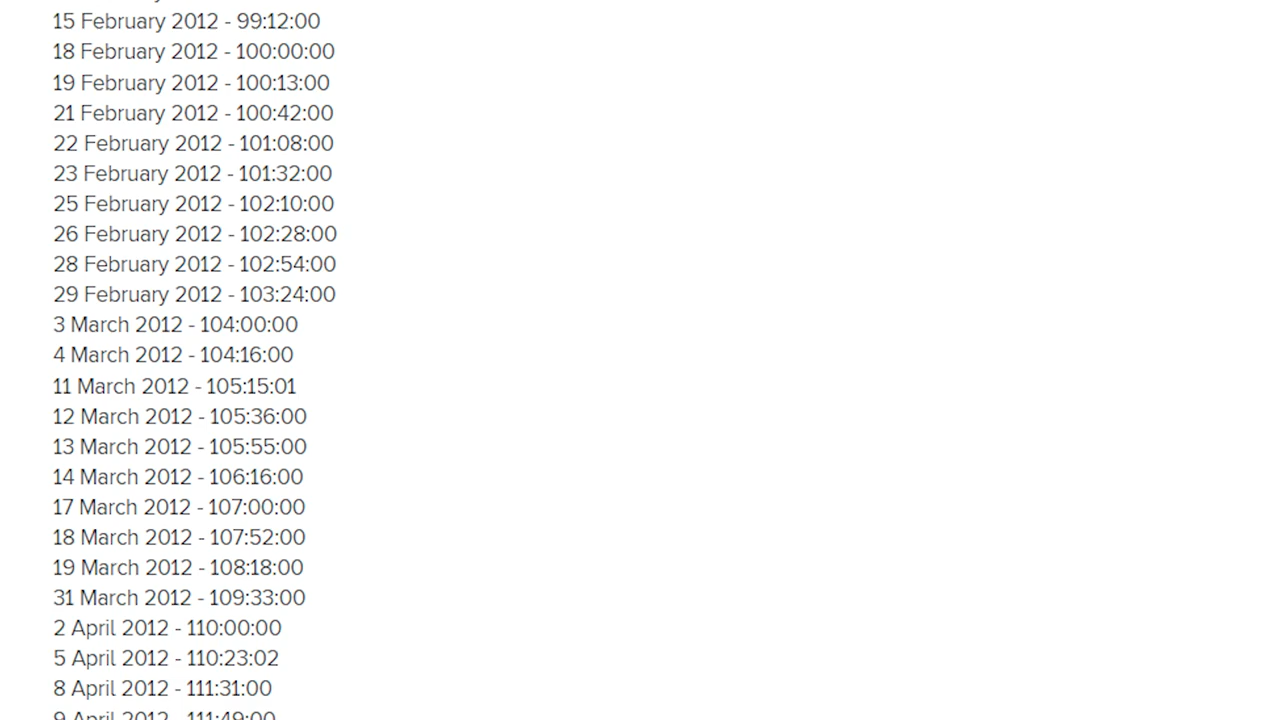 15 February 2012 - 99:12:00
18 February 2012 - 100:00:00
19 February 2012 - 100:13:00
21 February 2012 - 100:42:00
22 February 2012 - 101:08:00
23 February 2012 - 101:32:00
25 February 2012 - 102:10:00
26 February 2012 - 102:28:00
28 February 2012 - 102:54:00
29 February 2012 - 103:24:00
3 March 2012 - 104:00:00
4 March 2012 - 104:16:00
11 March 2012 - 105:15:01
12 March 2012 - 105:36:00
13 March 2012 - 105:55:00
14 March 2012 - 106:16:00
17 March 2012 - 107:00:00
18 March 2012 - 107:52:00
19 March 2012 - 108:18:00
31 March 2012 - 109:33:00
2 April 2012 - 110:00:00
5 April 2012 - 110:23:02
8 April 2012 - 111:31:00
9 April 2012 - 111:49:00